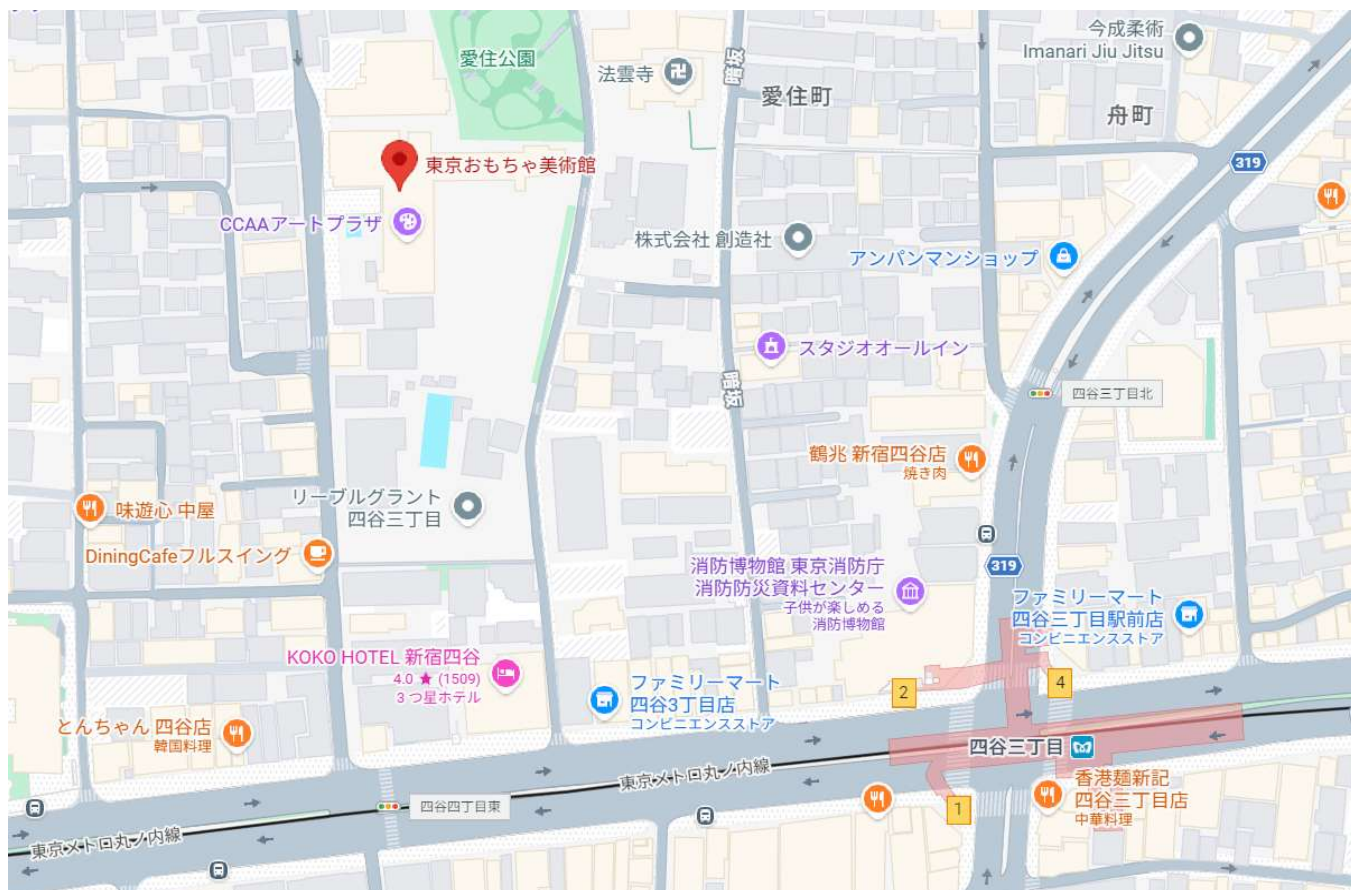 愛住公園
法雲寺
暗坂
愛住町
今成柔術
Imanari Jiu Jitsu
舟町
319
東京おもちゃ美術館
CCAAアートプラザ
株式会社 創造社
アンパンマンショップ
スタジオオールイン
暗坂
四谷三丁目北
鶴兆 新宿四谷店
焼き肉
リーブルグラント
四谷三丁目
味遊心 中屋
DiningCafeフルスイング
消防博物館 東京消防庁
消防防災資料センター
子供が楽しめる
消防博物館
319
ファミリーマート
四谷三丁目駅前店
コンビニエンスストア
KOKO HOTEL 新宿四谷
4.0 ★ (1509)
3 つ星ホテル
ファミリーマート
四谷3丁目店
コンビニエンスストア
2
4
とんちゃん 四谷店
韓国料理
四谷三丁目
東京メトロ丸ノ内線
香港麺新記
四谷三丁目店
中華料理
四谷四丁目東
1
東京メトロ丸ノ内線